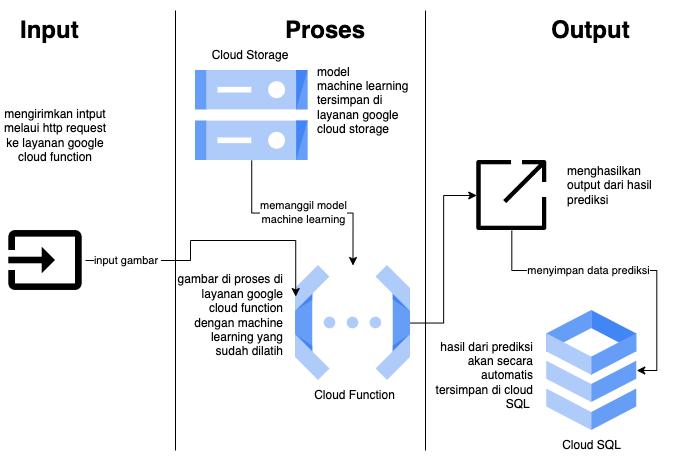 Input
Proses
Output
Cloud Storage
model
machine learning
tersimpan di
layanan google
cloud storage
mengirimkan intput
melaui http request
ke layanan google
cloud function
menghasilkan
output dari hasil
prediksi
memanggil model
machine learning
input gambar
menyimpan data prediksi
gambar di proses di
layanan google
cloud function
dengan machine
learning yang
sudah dilatih
Cloud Function
hasil dari prediksi
akan secara
automatis
tersimpan di cloud
SQL
Cloud SQL